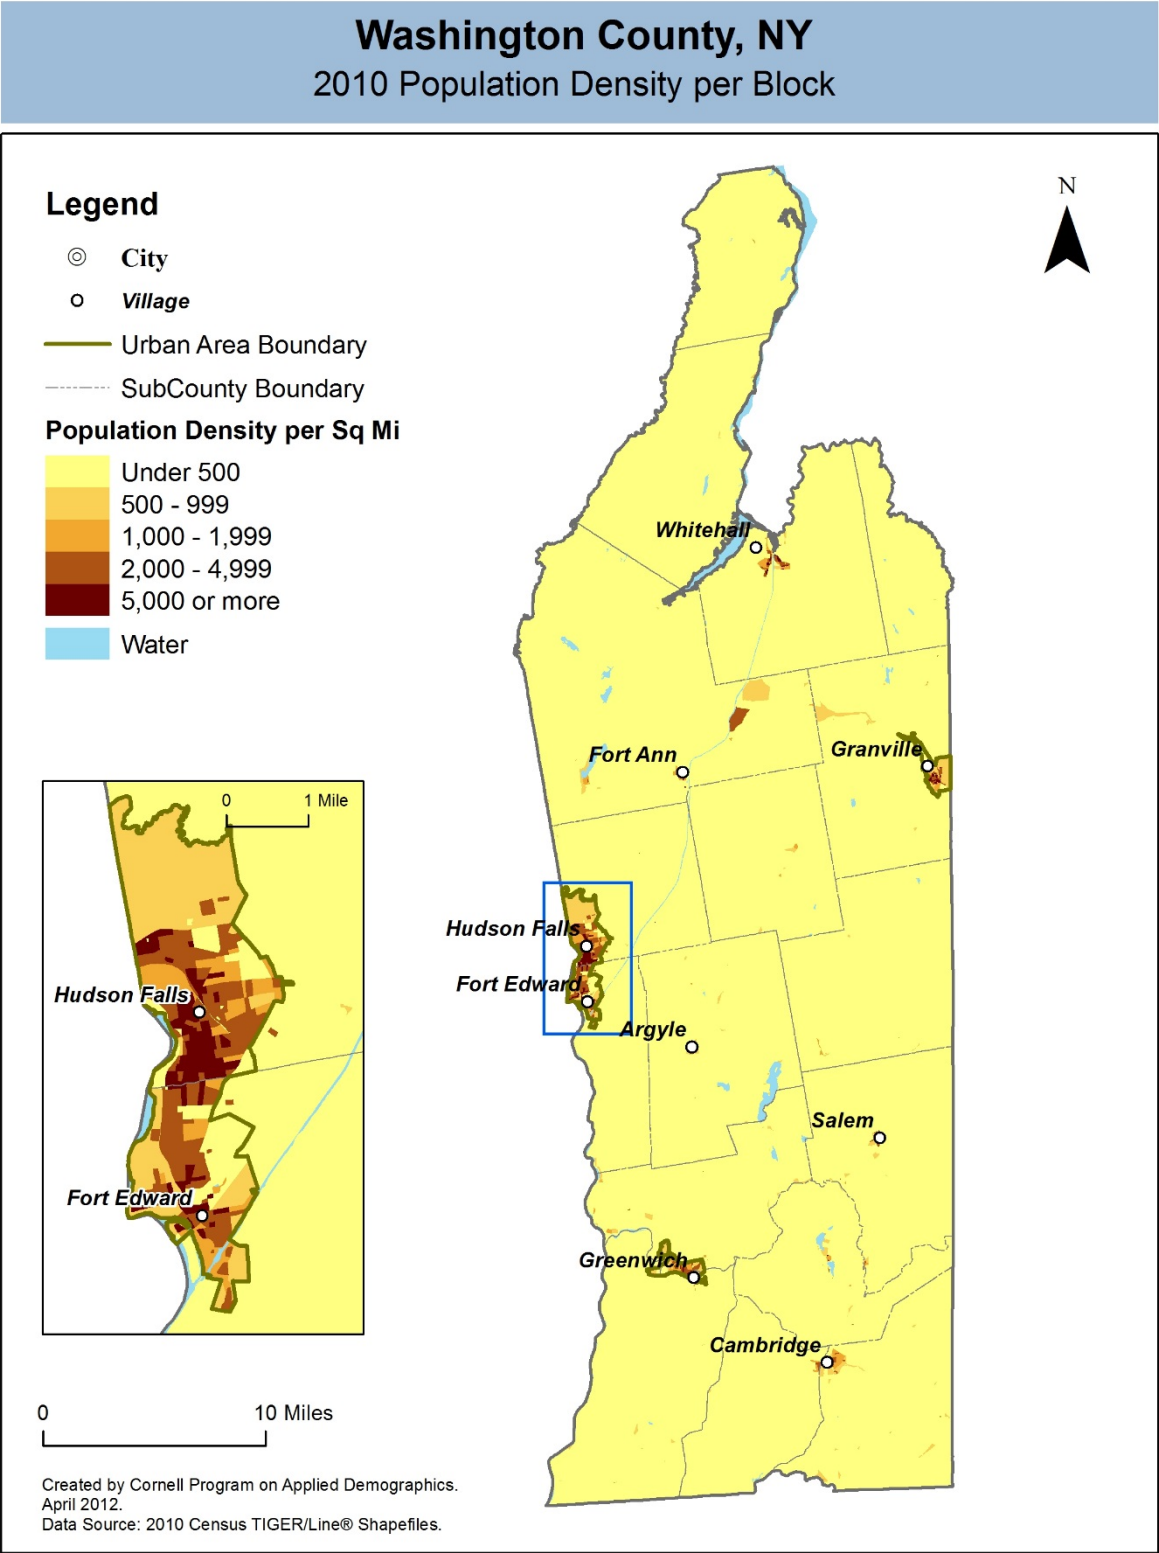 Washington County, NY
2010 Population Density per Block
Legend
City
Village
Urban Area Boundary
SubCounty Boundary
Population Density per Sq Mi
Under 500
500 - 999
1,000 - 1,999
2,000 - 4,999
5,000 or more
Water
N
Whitehall
Fort Ann
Granville
Hudson Falls
Fort Edward
Argyle
Salem
Greenwich
Cambridge
0 1 Mile
Hudson Falls
Fort Edward
0 10 Miles
Created by Cornell Program on Applied Demographics.
April 2012.
Data Source: 2010 Census TIGER/Line® Shapefiles.